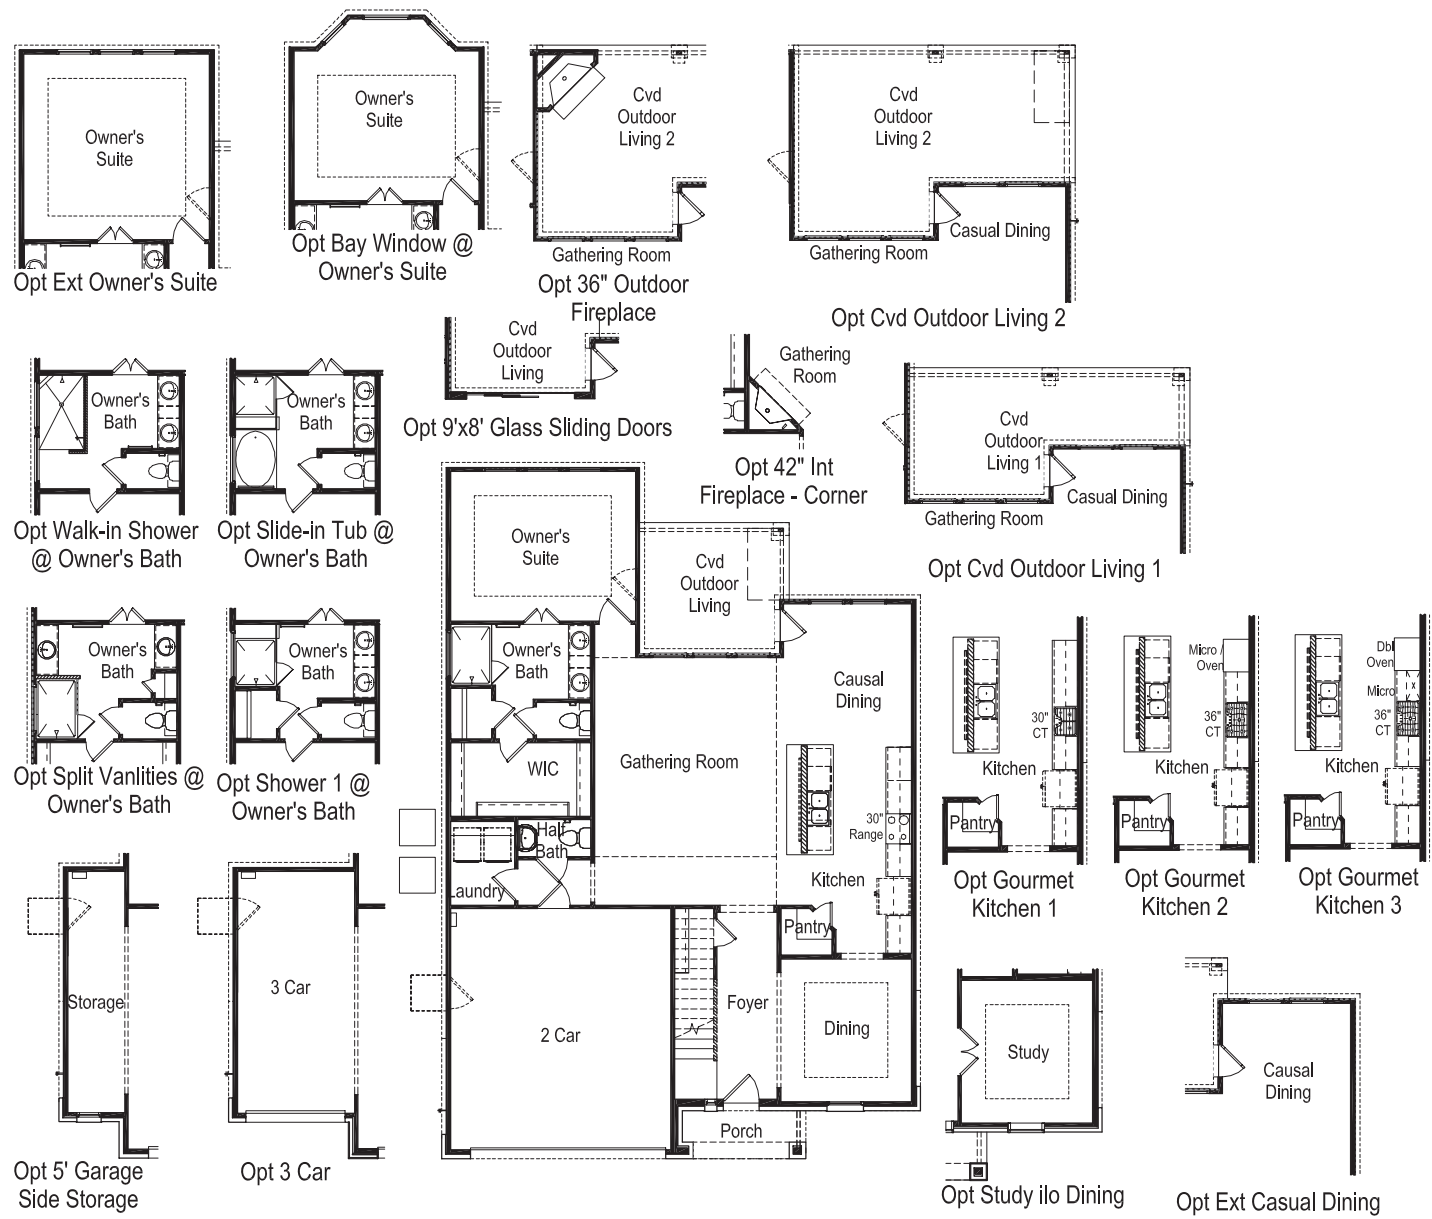 Owner's
Suite
Opt Ext Owner's Suite
Owner's
Suite
Opt Bay Window @
Owner's Suite
Cvd
Outdoor
Living 2
Gathering Room
Opt 36" Outdoor
Fireplace
Cvd
Outdoor
Living 2
Casual Dining
Gathering Room
Opt Cvd Outdoor Living 2
Owner's
Bath
Opt Walk-in Shower
@ Owner's Bath
Owner's
Bath
Opt Slide-in Tub @
Owner's Bath
Cvd
Outdoor
Living
Opt 9'x8' Glass Sliding Doors
Gathering
Room
Opt 42" Int
Fireplace - Corner
Cvd
Outdoor
Living 1
Casual Dining
Gathering Room
Opt Cvd Outdoor Living 1
Owner's
Bath
Opt Split Vanlities @
Owner's Bath
Owner's
Bath
Opt Shower 1 @
Owner's Bath
Owner's
Suite
Cvd
Outdoor
Living
Owner's
Bath
Causal
Dining
WIC
Gathering Room
Half
Bath
30"
Range
Laundry
Kitchen
Pantry
Foyer
Dining
2 Car
Porch
30"
CT
Kitchen
Pantry
Opt Gourmet
Kitchen 1
Micro /
Oven
36"
CT
Kitchen
Pantry
Opt Gourmet
Kitchen 2
Dbl
Oven
Micro
36"
CT
Kitchen
Pantry
Opt Gourmet
Kitchen 3
Storage
Opt 5' Garage
Side Storage
3 Car
Opt 3 Car
Study
Opt Study ilo Dining
Causal
Dining
Opt Ext Casual Dining